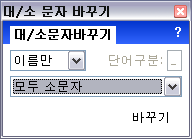 대/소 문자 바꾸기
대/소 문자바꾸기 ?
이름만 단어구분: _
모두 소문자
바꾸기